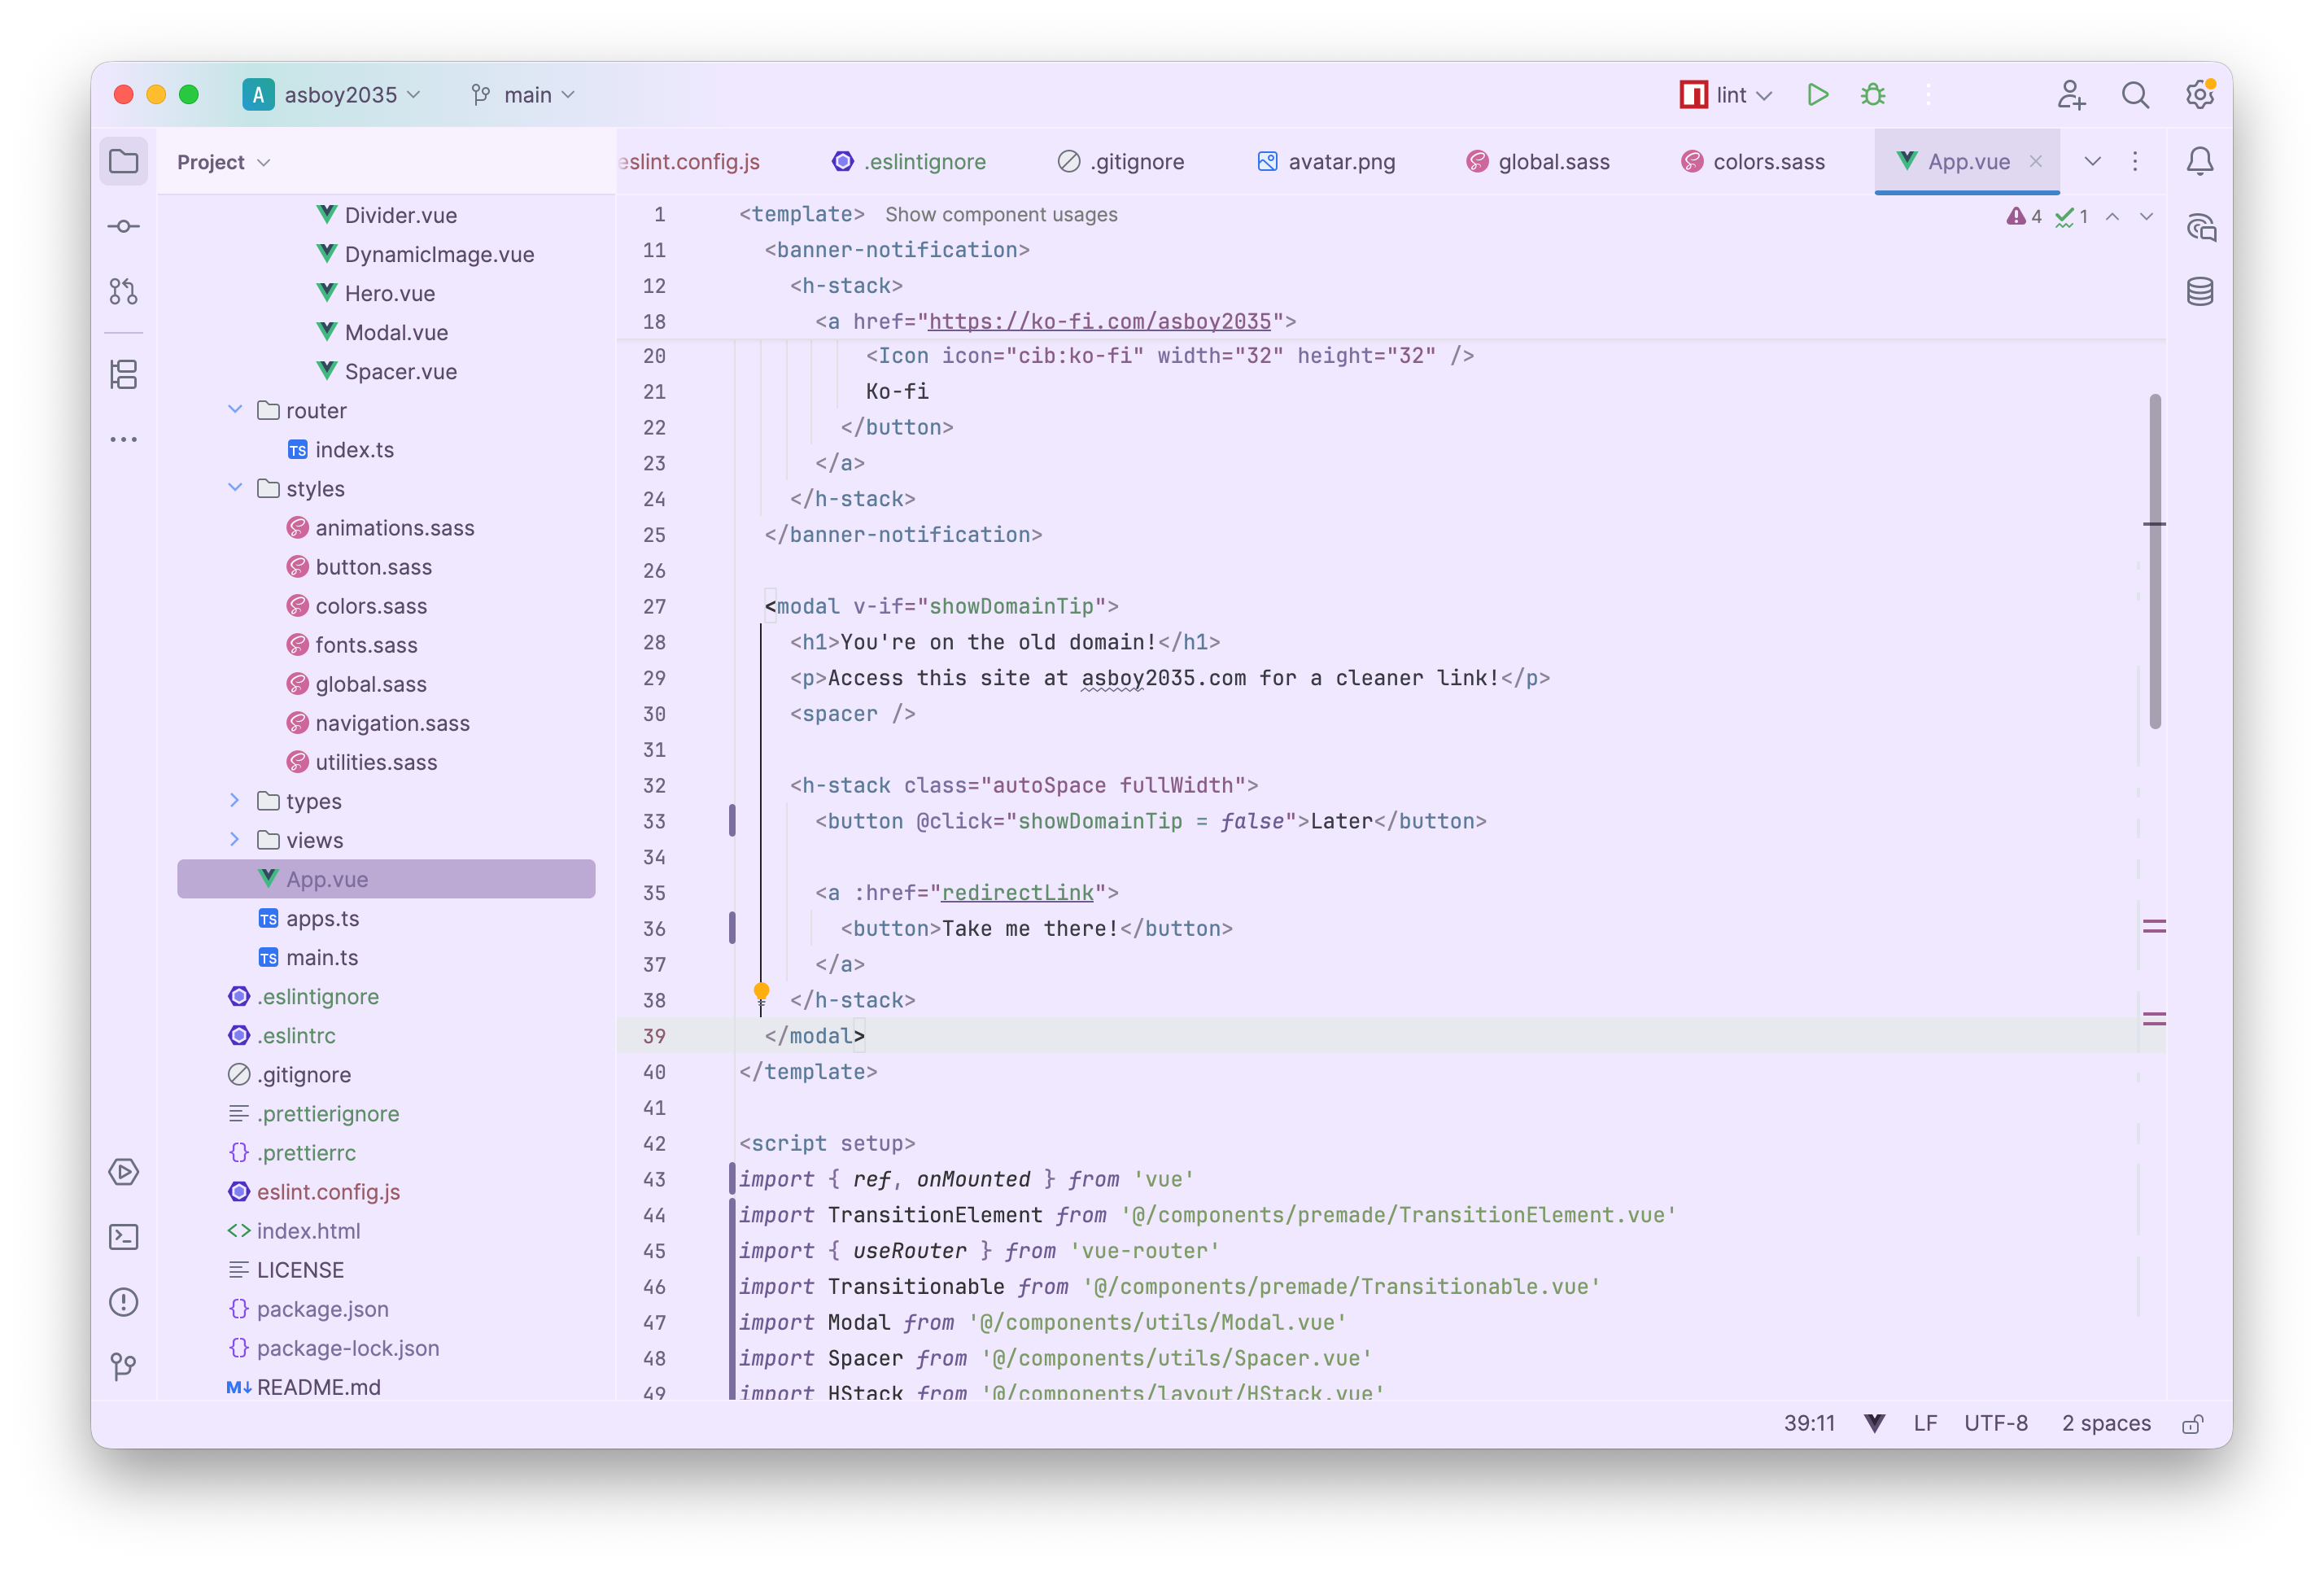 A asboy2035 main lint
Project
eslint.config.js .eslintignore .gitignore avatar.png global.sass colors.sass App.vue
Divider.vue
DynamicImage.vue
Hero.vue
Modal.vue
Spacer.vue
router
TS index.ts
styles
animations.sass
button.sass
colors.sass
fonts.sass
global.sass
navigation.sass
utilities.sass
types
views
App.vue
TS apps.ts
TS main.ts
.eslintignore
.eslintrc
.gitignore
.prettierignore
{} .prettierrc
eslint.config.js
<> index.html
LICENSE
{} package.json
{} package-lock.json
M↓ README.md
1 <template> Show component usages
4 1
11 <banner-notification>
12 <h-stack>
18 <a href="https://ko-fi.com/asboy2035">
20 <Icon icon="cib:ko-fi" width="32" height="32" />
21 Ko-fi
22 </button>
23 </a>
24 </h-stack>
25 </banner-notification>
26
27 <modal v-if="showDomainTip">
28 <h1>You're on the old domain!</h1>
29 <p>Access this site at asboy2035.com for a cleaner link!</p>
30 <spacer />
31
32 <h-stack class="autoSpace fullWidth">
33 <button @click="showDomainTip = false">Later</button>
34
35 <a :href="redirectLink">
36 <button>Take me there!</button>
37 </a>
38 </h-stack>
39 </modal>
40 </template>
41
42 <script setup>
43 import { ref, onMounted } from 'vue'
44 import TransitionElement from '@/components/premade/TransitionElement.vue'
45 import { useRouter } from 'vue-router'
46 import Transitionable from '@/components/premade/Transitionable.vue'
47 import Modal from '@/components/utils/Modal.vue'
48 import Spacer from '@/components/utils/Spacer.vue'
49 import HStack from '@/components/layout/HStack.vue'
39:11 LF UTF-8 2 spaces